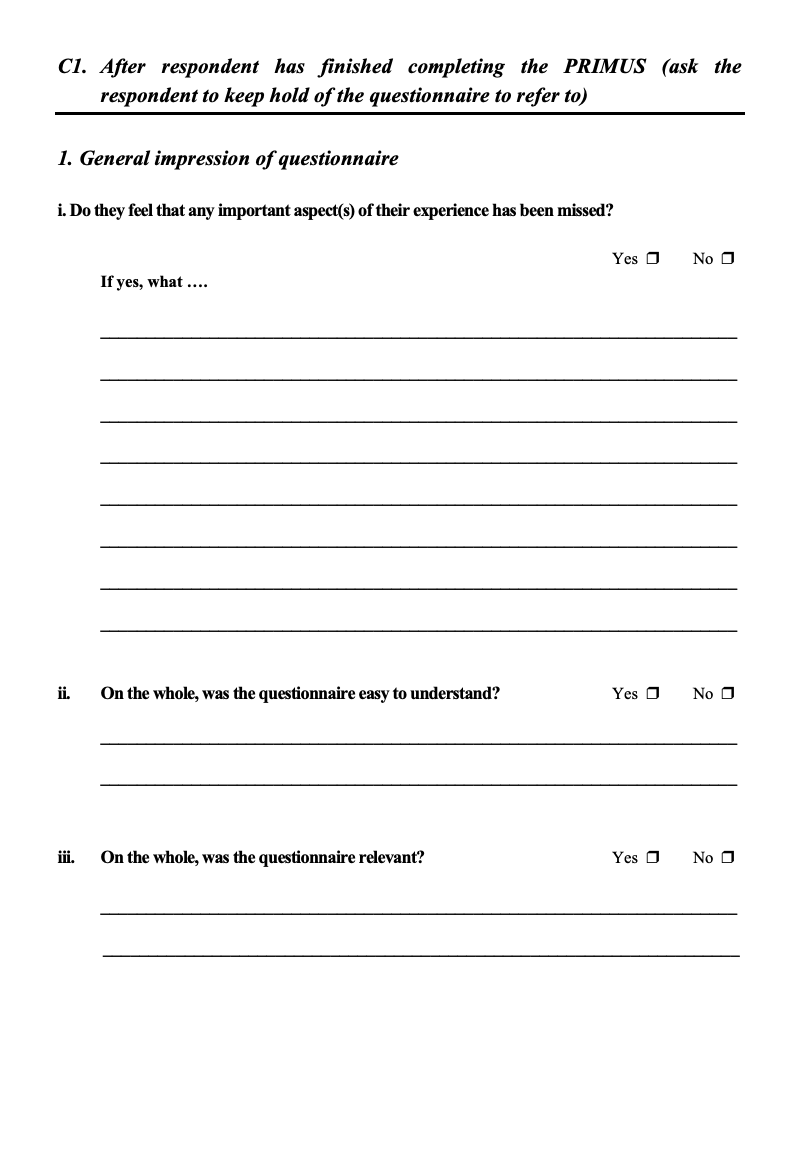 C1. After respondent has finished completing the PRIMUS (ask the
respondent to keep hold of the questionnaire to refer to)
1. General impression of questionnaire
i. Do they feel that any important aspect(s) of their experience has been missed?
Yes ❒ No ❒
If yes, what ….
ii. On the whole, was the questionnaire easy to understand? Yes ❒ No ❒
iii. On the whole, was the questionnaire relevant? Yes ❒ No ❒